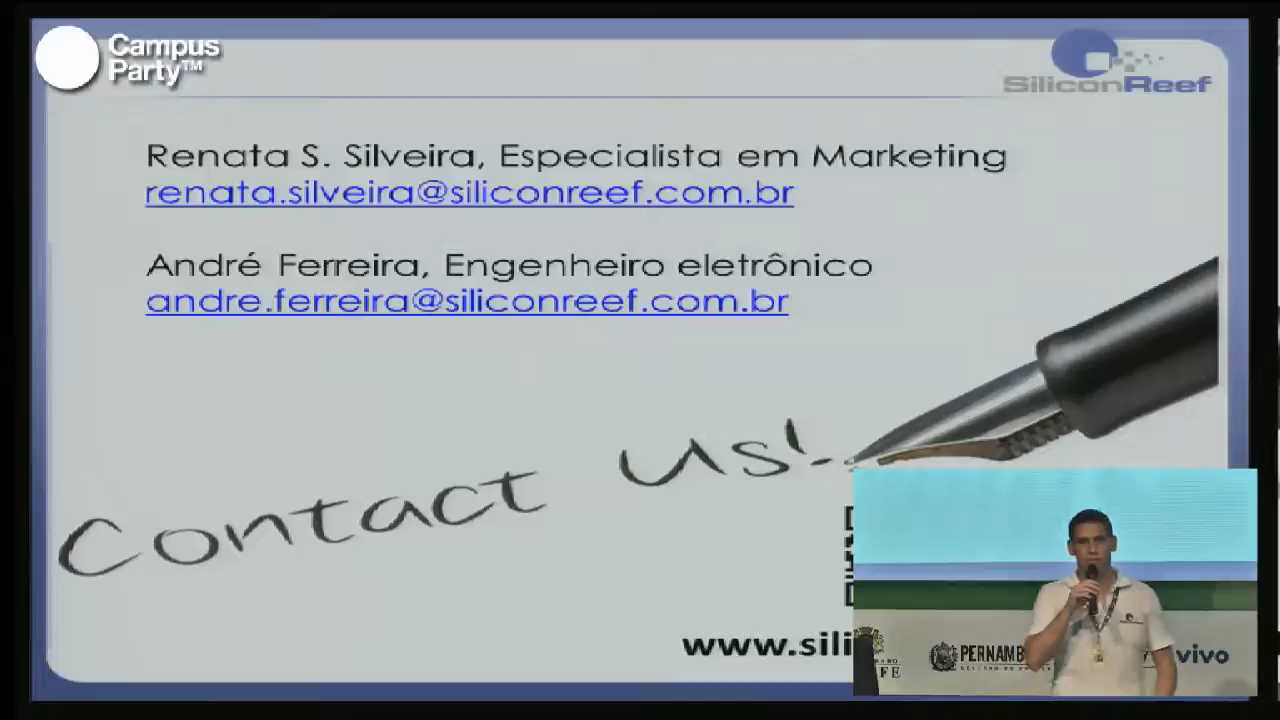 Campus
Party™
SiliconReef
Renata S. Silveira, Especialista em Marketing
renata.silveira@siliconreef.com.br
André Ferreira, Engenheiro eletrônico
andre.ferreira@siliconreef.com.br
Contact us!
www.sili
vivo